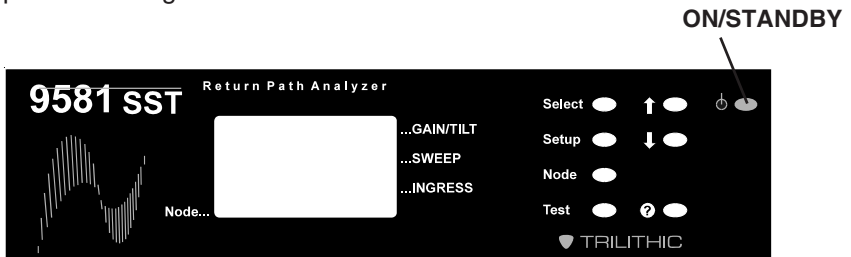 ON/STANDBY
9581 SST
Return Path Analyzer
...GAIN/TILT
...SWEEP
...INGRESS
Node...
Select
Setup
Node
Test
?
TRILITHIC